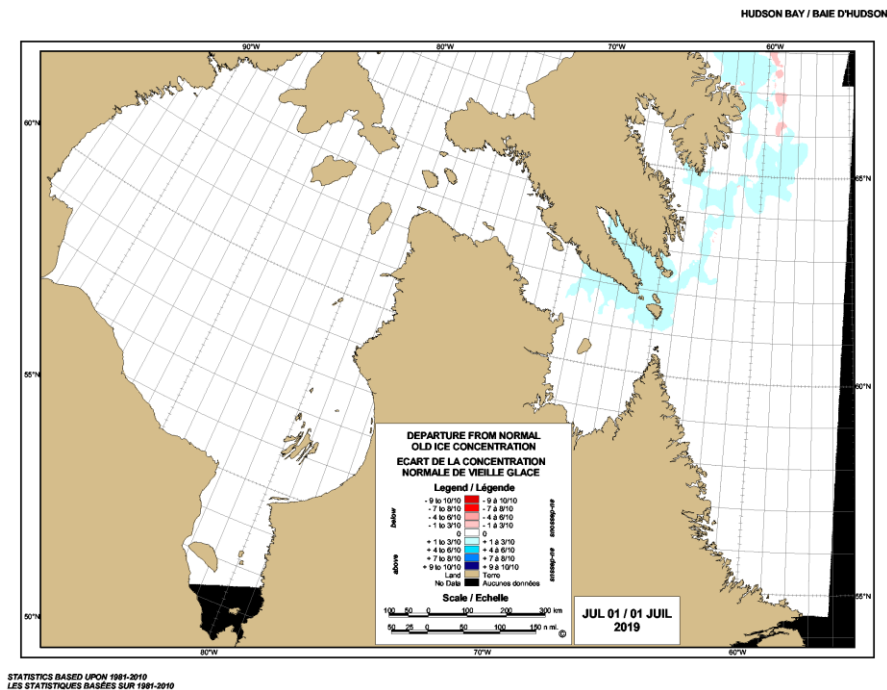 HUDSON BAY / BAIE D'HUDSON
90°W 80°W 70°W 60°W
60°N
65°N
55°N
60°N
50°N
55°N
80°W 70°W 60°W
DEPARTURE FROM NORMAL
OLD ICE CONCENTRATION
ECART DE LA CONCENTRATION
NORMALE DE VIEILLE GLACE
Legend / Légende
below
- 9 to 10/10 - 9 à 10/10
- 7 to 8/10 - 7 à 8/10
- 4 to 6/10 - 4 à 6/10
- 1 to 3/10 - 1 à 3/10
0 0
above
+ 1 to 3/10 + 1 à 3/10
+ 4 to 6/10 + 4 à 6/10
+ 7 to 8/10 + 7 à 8/10
+ 9 to 10/10 + 9 à 10/10
au-dessous
au-dessus
Land Terre
No Data Aucunes données
Scale / Echelle
100 50 0 100 200 300 km
50 25 0 50 100 150 n mi.
©
JUL 01 / 01 JUIL
2019
STATISTICS BASED UPON 1981-2010
LES STATISTIQUES BASÉES SUR 1981-2010